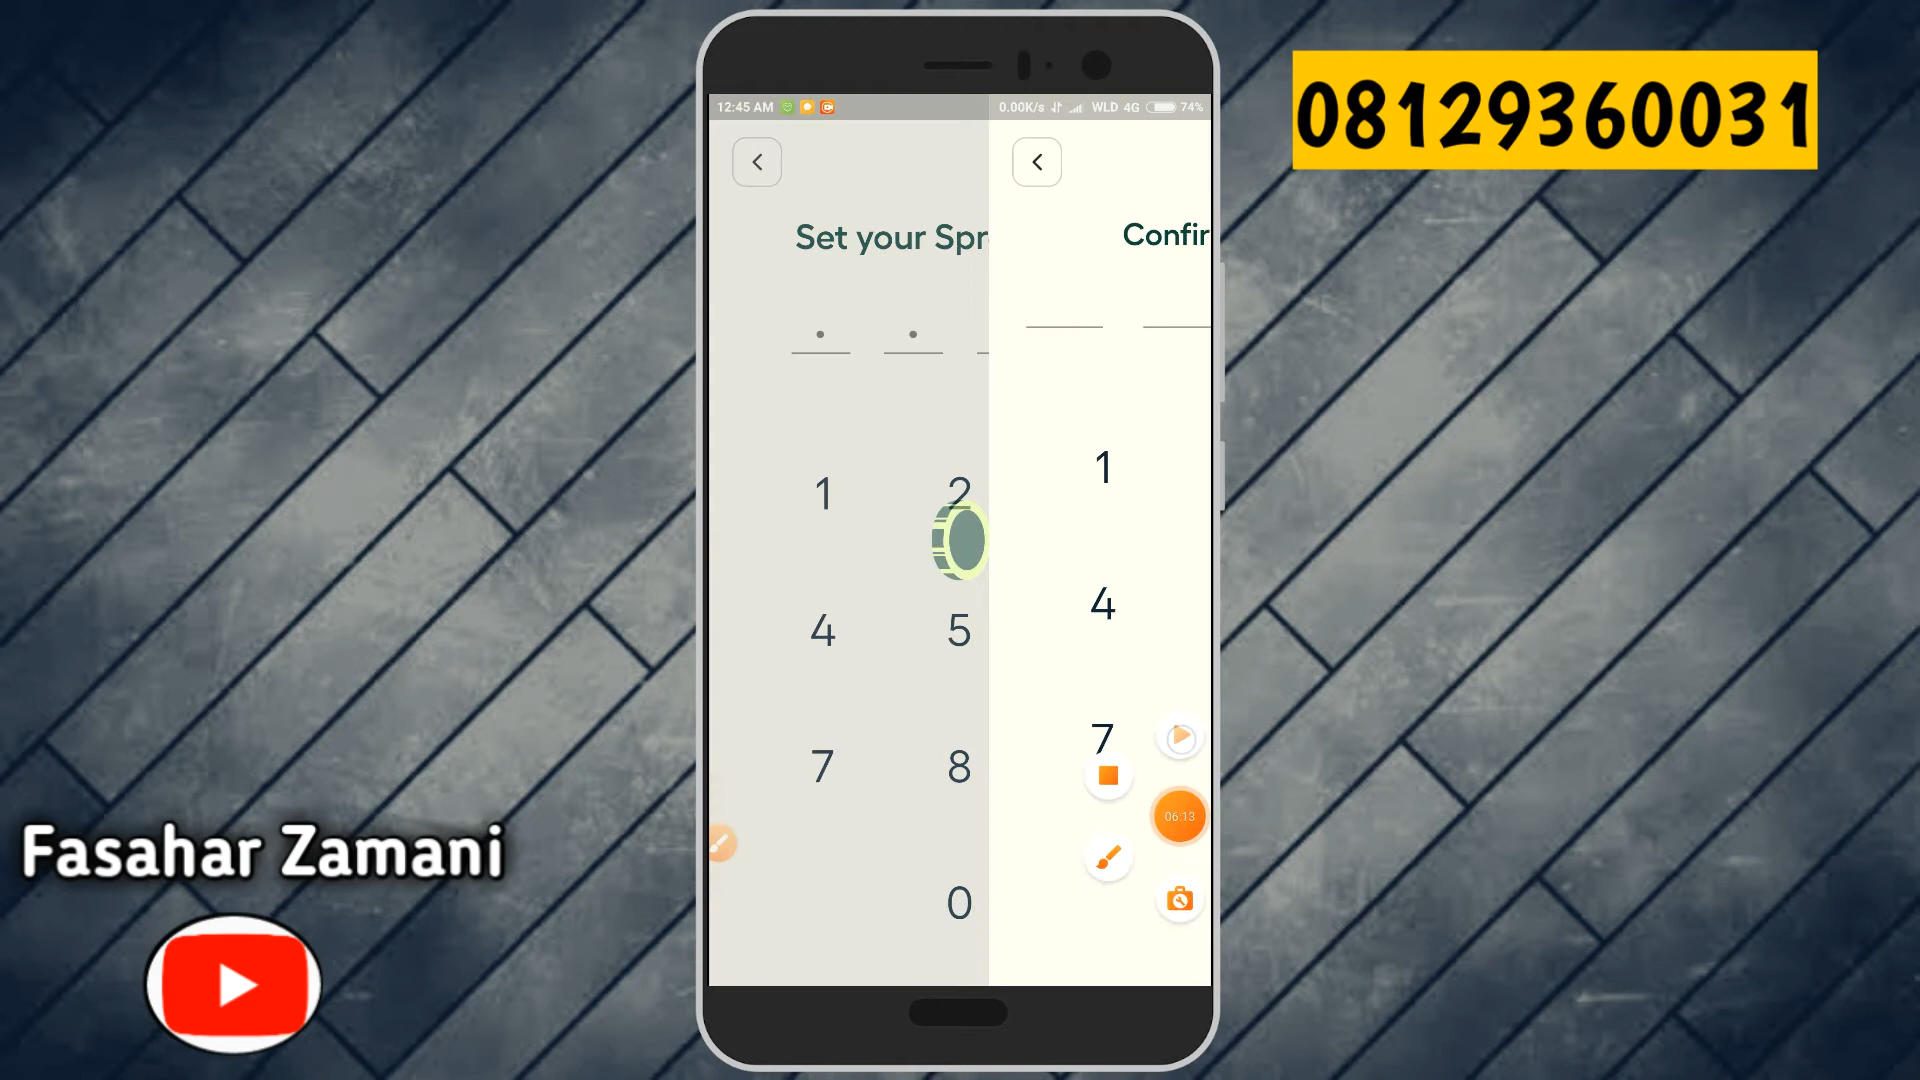 08129360031
12:45 AM
0.00K/s WLD 4G 74%
Set your Spr
Confir
1 2
4 5
7 8
0
1
4
7
06:13
Fasahar Zamani